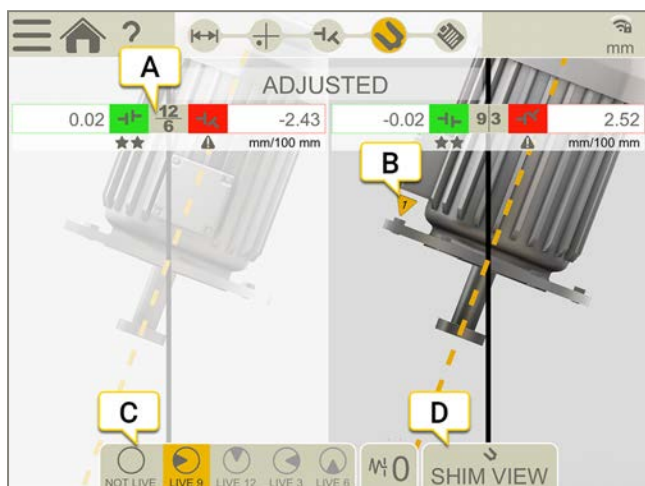 ?
mm
A
ADJUSTED
0.02 12 6 -2.43 -0.02 9 3 2.52
mm/100 mm mm/100 mm
B
1
C D
0
NOT LIVE LIVE 9 LIVE 12 LIVE 3 LIVE 6 SHIM VIEW